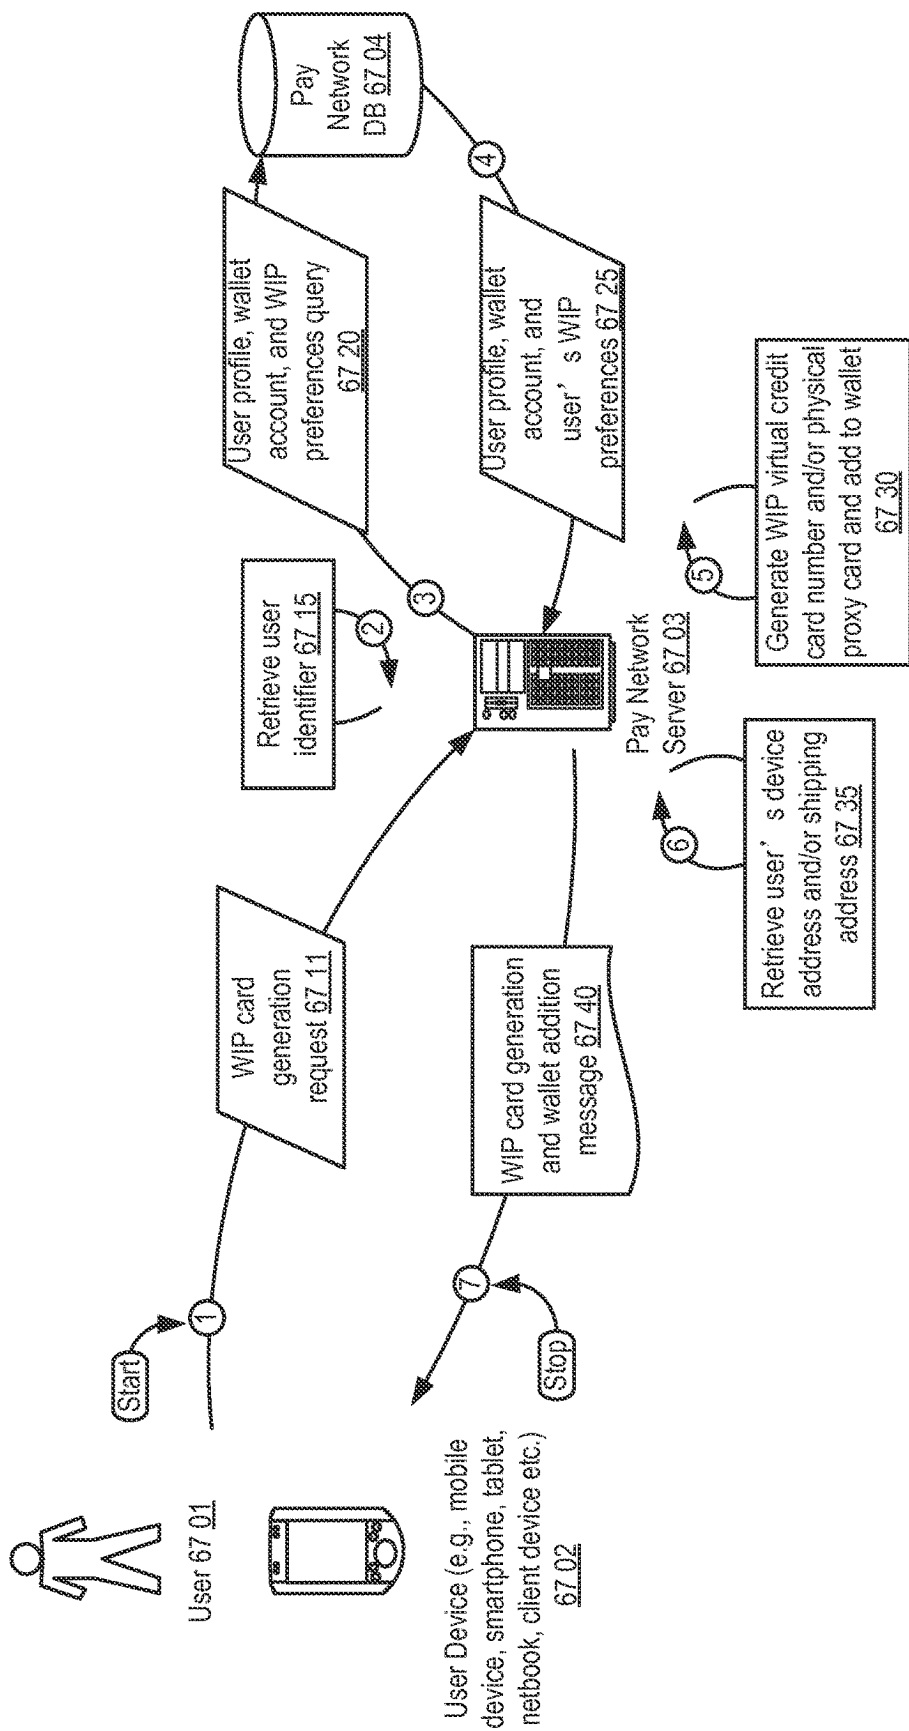 User 67 01
User Device (e.g., mobile
device, smartphone, tablet,
netbook, client device etc.)
67 02
Start
1
WIP card
generation
request 67 11
Retrieve user
identifier 67 15
2
3
User profile, wallet
account, and WIP
preferences query
67 20
Pay
Network
DB 67 04
4
User profile, wallet
account, and
user’ s WIP
preferences 67 25
Pay Network
Server 67 03
5
Generate WIP virtual credit
card number and/or physical
proxy card and add to wallet
67 30
6
Retrieve user’ s device
address and/or shipping
address 67 35
WIP card generation
and wallet addition
message 67 40
7
Stop